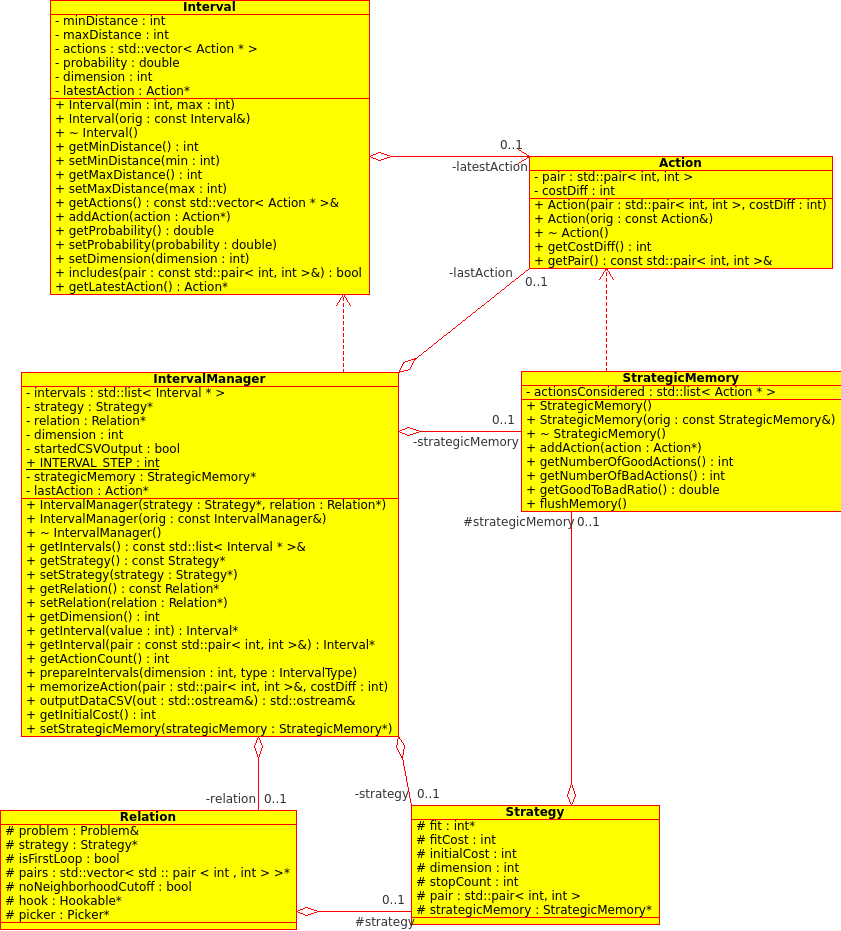 Interval
- minDistance : int
- maxDistance : int
- actions : std::vector< Action * >
- probability : double
- dimension : int
- latestAction : Action*
+ Interval(min : int, max : int)
+ Interval(orig : const Interval&)
+ ~ Interval()
+ getMinDistance() : int
+ setMinDistance(min : int)
+ getMaxDistance() : int
+ setMaxDistance(max : int)
+ getActions() : const std::vector< Action * >&
+ addAction(action : Action*)
+ getProbability() : double
+ setProbability(probability : double)
+ setDimension(dimension : int)
+ includes(pair : const std::pair< int, int >&) : bool
+ getLatestAction() : Action*
0..1
-latestAction
Action
- pair : std::pair< int, int >
- costDiff : int
+ Action(pair : std::pair< int, int >, costDiff : int)
+ Action(orig : const Action&)
+ ~ Action()
+ getCostDiff() : int
+ getPair() : const std::pair< int, int >&
-lastAction
0..1
IntervalManager
- intervals : std::list< Interval * >
- strategy : Strategy*
- relation : Relation*
- dimension : int
- startedCSVOutput : bool
+ INTERVAL_STEP : int
- strategicMemory : StrategicMemory*
- lastAction : Action*
+ IntervalManager(strategy : Strategy*, relation : Relation*)
+ IntervalManager(orig : const IntervalManager&)
+ ~ IntervalManager()
+ getIntervals() : const std::list< Interval * >&
+ getStrategy() : const Strategy*
+ setStrategy(strategy : Strategy*)
+ getRelation() : const Relation*
+ setRelation(relation : Relation*)
+ getDimension() : int
+ getInterval(value : int) : Interval*
+ getInterval(pair : const std::pair< int, int >&) : Interval*
+ getActionCount() : int
+ prepareIntervals(dimension : int, type : IntervalType)
+ memorizeAction(pair : std::pair< int, int >&, costDiff : int)
+ outputDataCSV(out : std::ostream&) : std::ostream&
+ getInitialCost() : int
+ setStrategicMemory(strategicMemory : StrategicMemory*)
0..1
-strategicMemory
StrategicMemory
- actionsConsidered : std::list< Action * >
+ StrategicMemory()
+ StrategicMemory(orig : const StrategicMemory&)
+ ~ StrategicMemory()
+ addAction(action : Action*)
+ getNumberOfGoodActions() : int
+ getNumberOfBadActions() : int
+ getGoodToBadRatio() : double
+ flushMemory()
#strategicMemory 0..1
-relation 0..1
-strategy 0..1
Relation
# problem : Problem&
# strategy : Strategy*
# isFirstLoop : bool
# pairs : std::vector< std :: pair < int , int > >*
# noNeighborhoodCutoff : bool
# hook : Hookable*
# picker : Picker*
0..1
#strategy
Strategy
# fit : int*
# fitCost : int
# initialCost : int
# dimension : int
# stopCount : int
# pair : std::pair< int, int >
# strategicMemory : StrategicMemory*